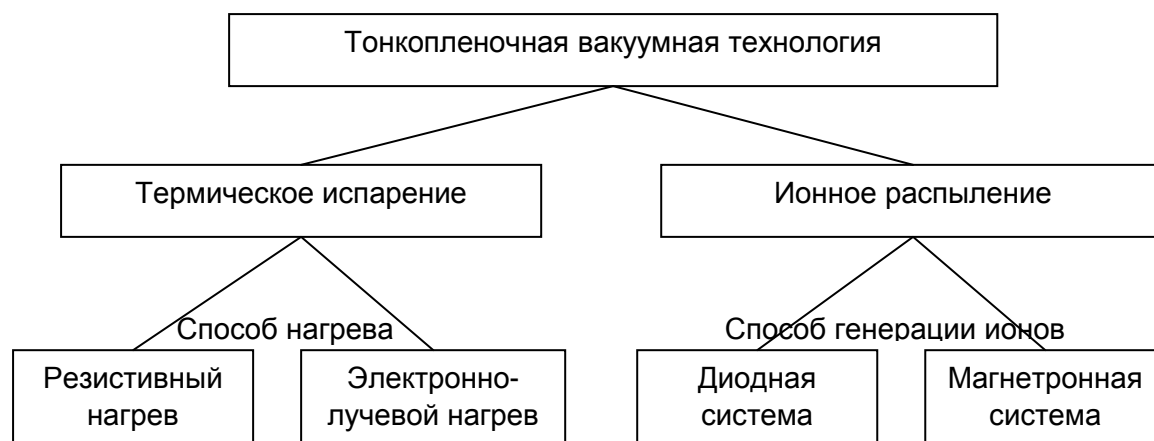 Тонкопленочная вакуумная технология
Термическое испарение
Ионное распыление
Способ нагрева
Способ генерации ионов
Резистивный
нагрев
Электронно-
лучевой нагрев
Диодная
система
Магнетронная
система